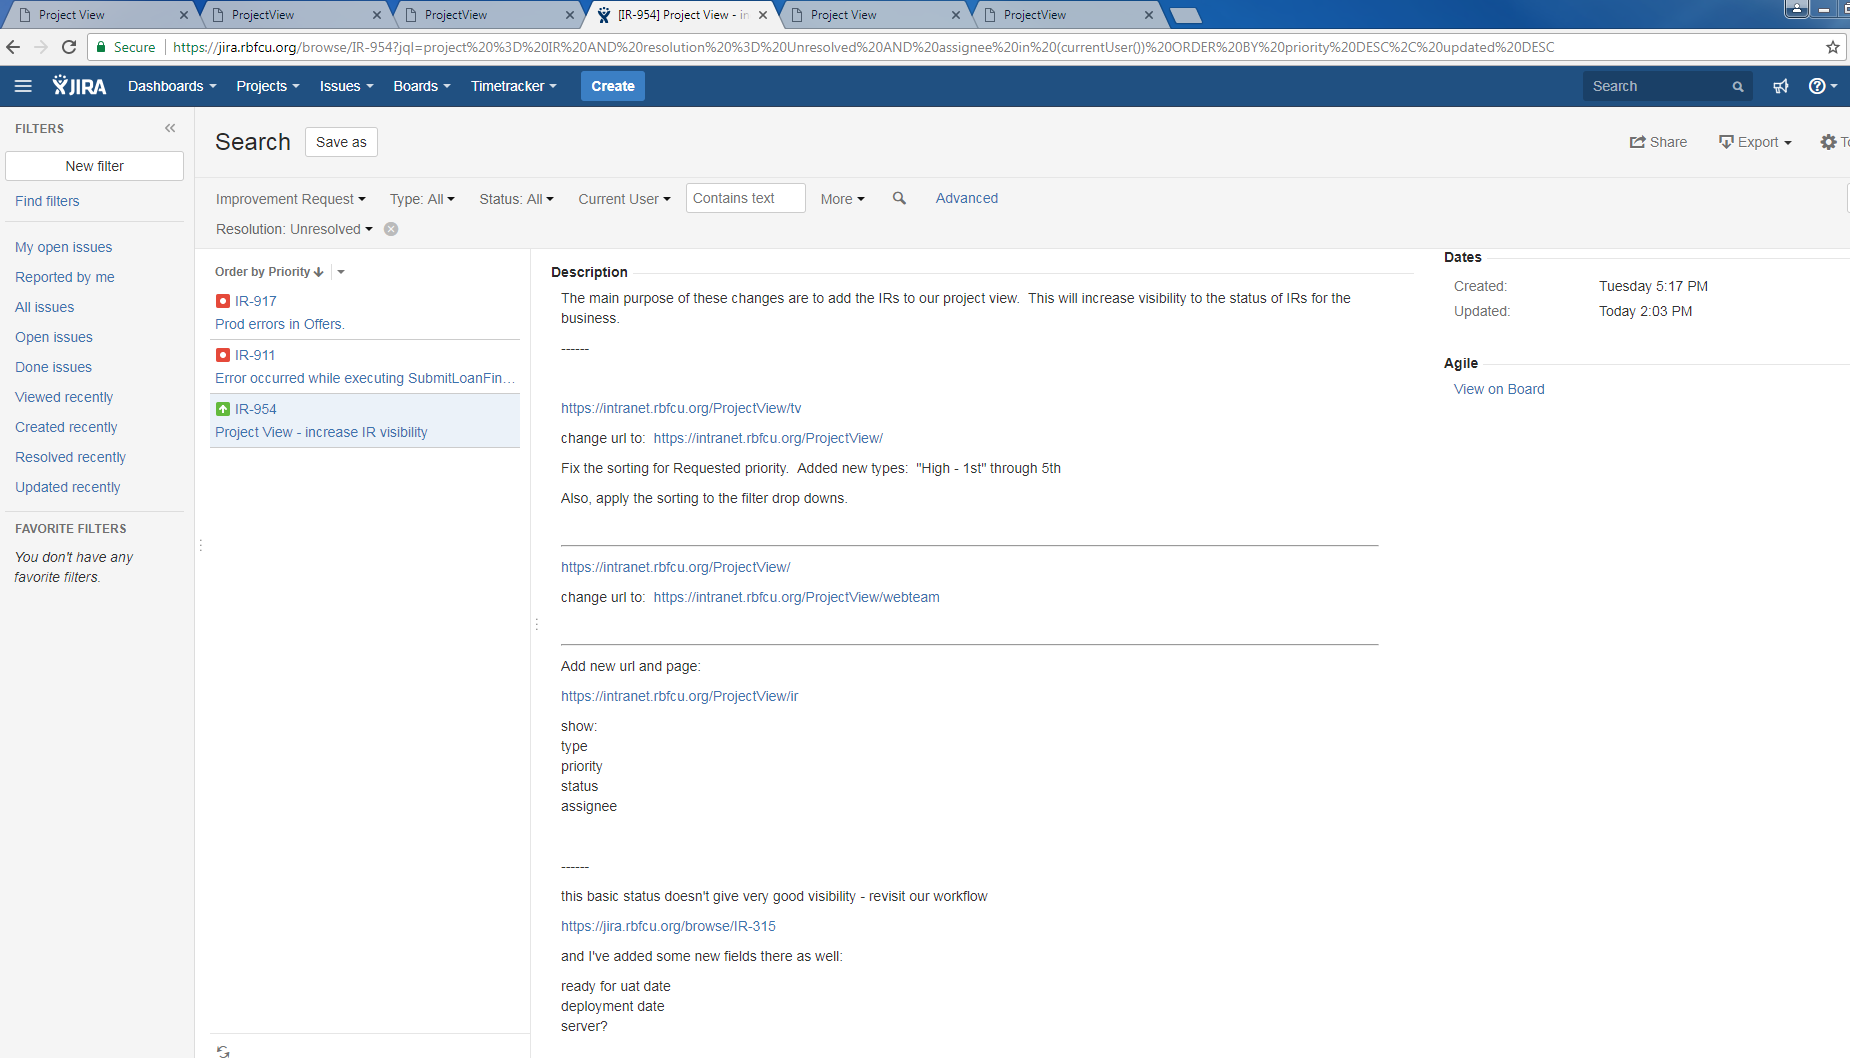 Project View
ProjectView
ProjectView
[IR-954] Project View - in
Project View
ProjectView
Secure
https://jira.rbfcu.org/browse/IR-954?jql=project%20%3D%20IR%20AND%20resolution%20%3D%20Unresolved%20AND%20assignee%20in%20(currentUser())%20ORDER%20BY%20priority%20DESC%2C%20updated%20DESC
JIRA
Dashboards
Projects
Issues
Boards
Timetracker
Create
Search
FILTERS
New filter
Find filters
My open issues
Reported by me
All issues
Open issues
Done issues
Viewed recently
Created recently
Resolved recently
Updated recently
FAVORITE FILTERS
You don't have any
favorite filters.
Search
Save as
Share
Export
To
Improvement Request
Type: All
Status: All
Current User
Contains text
More
Advanced
Resolution: Unresolved
Order by Priority
IR-917
Prod errors in Offers.
IR-911
Error occurred while executing SubmitLoanFin...
IR-954
Project View - increase IR visibility
Description
The main purpose of these changes are to add the IRs to our project view.  This will increase visibility to the status of IRs for the
business.
------
https://intranet.rbfcu.org/ProjectView/tv
change url to:  https://intranet.rbfcu.org/ProjectView/
Fix the sorting for Requested priority.  Added new types:  "High - 1st" through 5th
Also, apply the sorting to the filter drop downs.
https://intranet.rbfcu.org/ProjectView/
change url to:  https://intranet.rbfcu.org/ProjectView/webteam
Add new url and page:
https://intranet.rbfcu.org/ProjectView/ir
show:
type
priority
status
assignee
------
this basic status doesn't give very good visibility - revisit our workflow
https://jira.rbfcu.org/browse/IR-315
and I've added some new fields there as well:
ready for uat date
deployment date
server?
Dates
Created: Tuesday 5:17 PM
Updated: Today 2:03 PM
Agile
View on Board